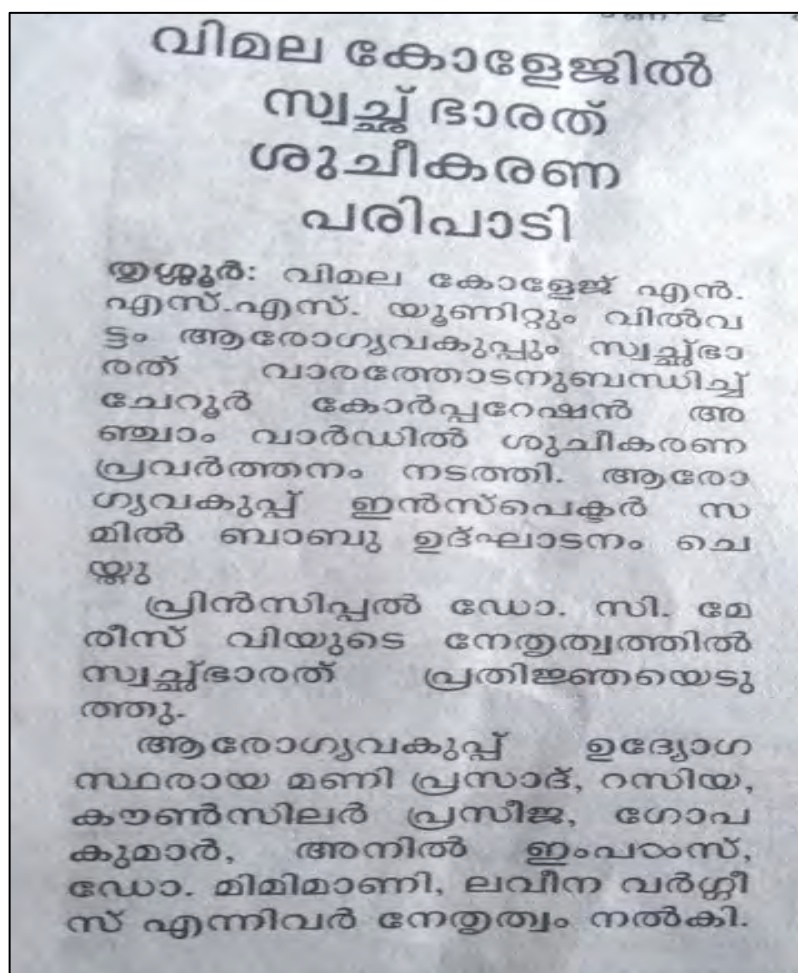 വിമല കോളേജിൽ
സ്വച്ഛ് ഭാരത്
ശുചീകരണ
പരിപാടി
തൃശ്ശൂർ: വിമല കോളേജ് എൻ.
എസ്.എസ്. യൂണിറ്റും വിൽവ
ട്ടം ആരോഗ്യവകുപ്പും സ്വച്ഛ്ഭാ
രത് വാരത്തോടനുബന്ധിച്ച്
ചേറൂർ കോർപ്പറേഷൻ അ
ഞ്ചാം വാർഡിൽ ശുചീകരണ
പ്രവർത്തനം നടത്തി. ആരോ
ഗ്യവകുപ്പ് ഇൻസ്പെക്ടർ സ
മിൽ ബാബു ഉദ്ഘാടനം ചെ
യ്തു
പ്രിൻസിപ്പൽ ഡോ. സി. മേ
രീസ് വിയുടെ നേതൃത്വത്തിൽ
സ്വച്ഛ്ഭാരത് പ്രതിജ്ഞയെടു
ത്തു.
ആരോഗ്യവകുപ്പ് ഉദ്യോഗ
സ്ഥരായ മണി പ്രസാദ്, റസിയ,
കൗൺസിലർ പ്രസീജ, ഗോപ
കുമാർ, അനിൽ
ഡോ. മിമിമാണി, ലവീന വർഗ്ഗീ
സ് എന്നിവർ നേതൃത്വം നൽകി.